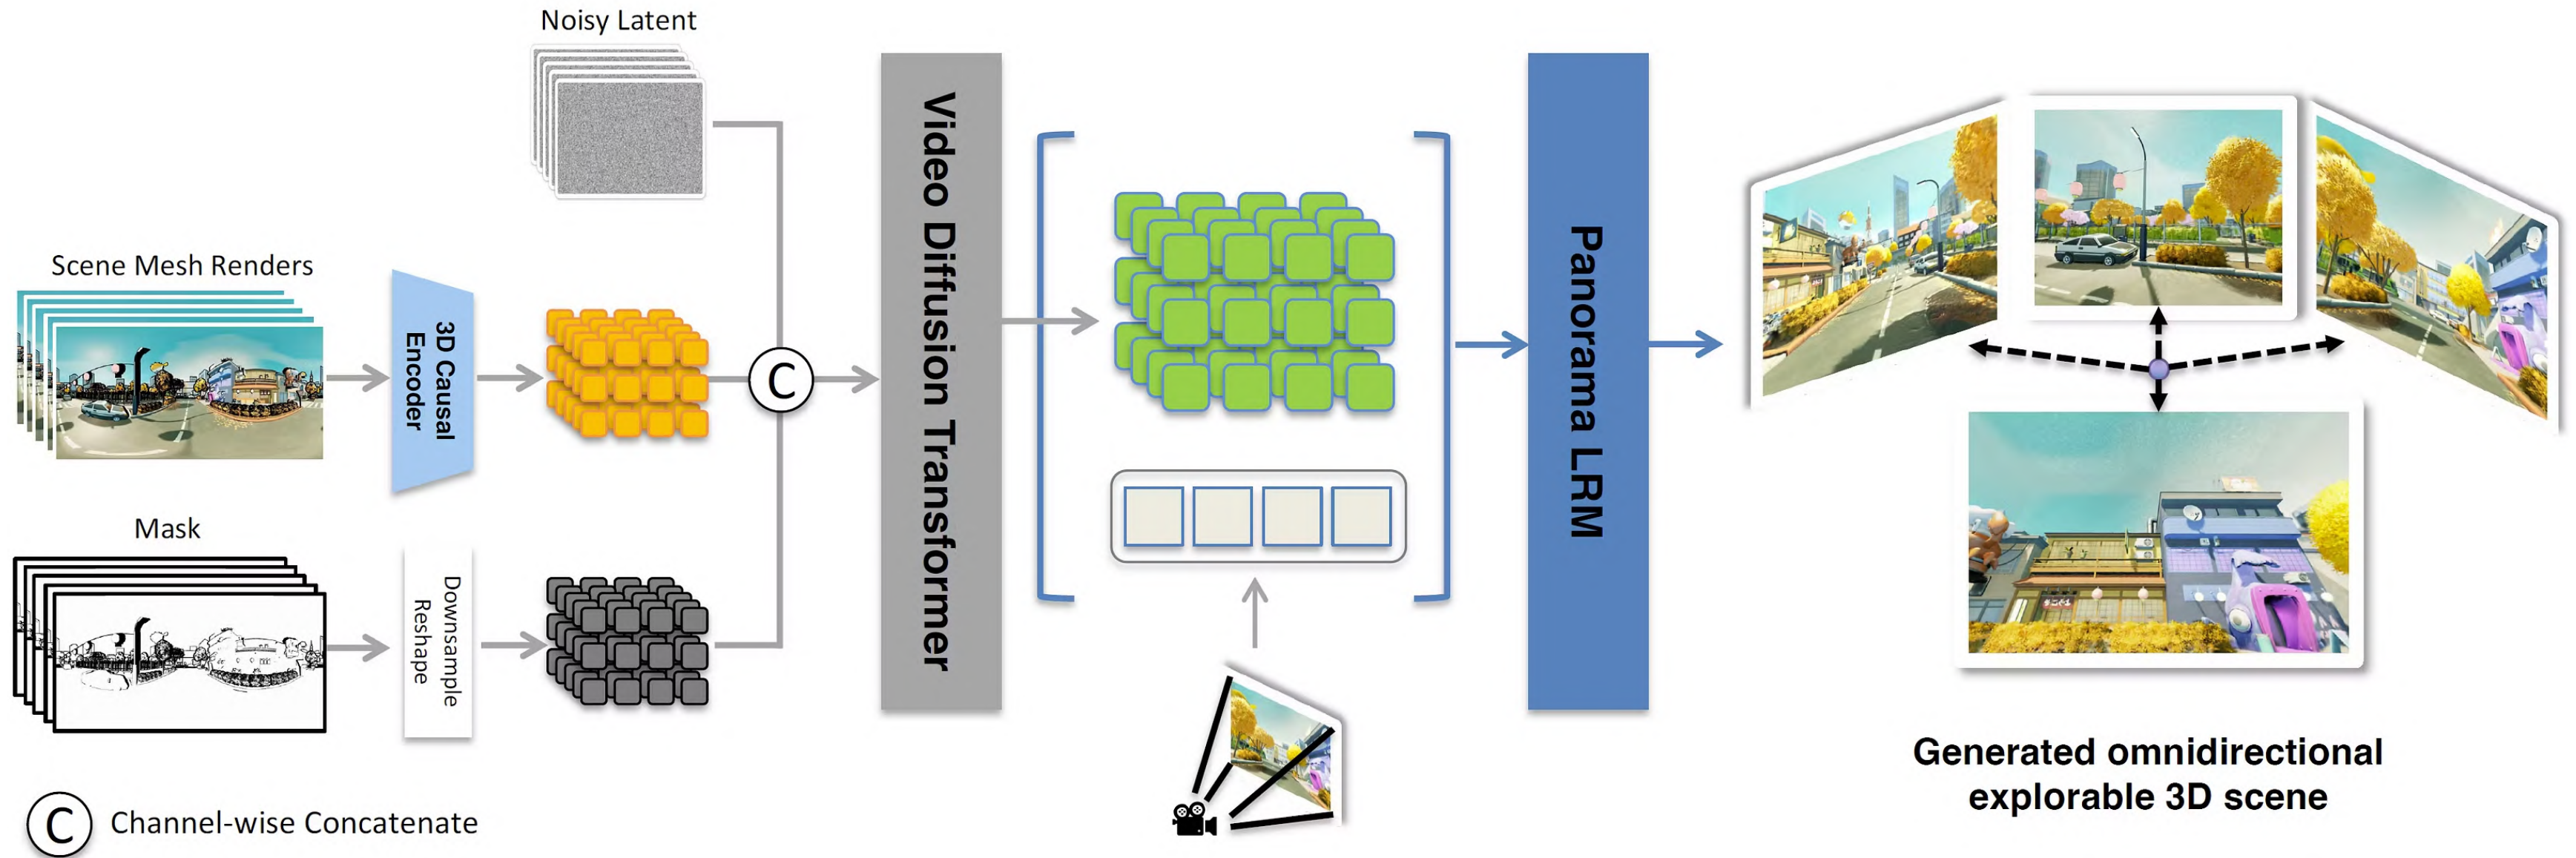 Noisy Latent
Scene Mesh Renders
3D Causal
Encoder
Mask
Downsample
Reshape
C
C
Channel-wise Concatenate
Video Diffusion Transformer
Panorama LRM
Generated omnidirectional
explorable 3D scene